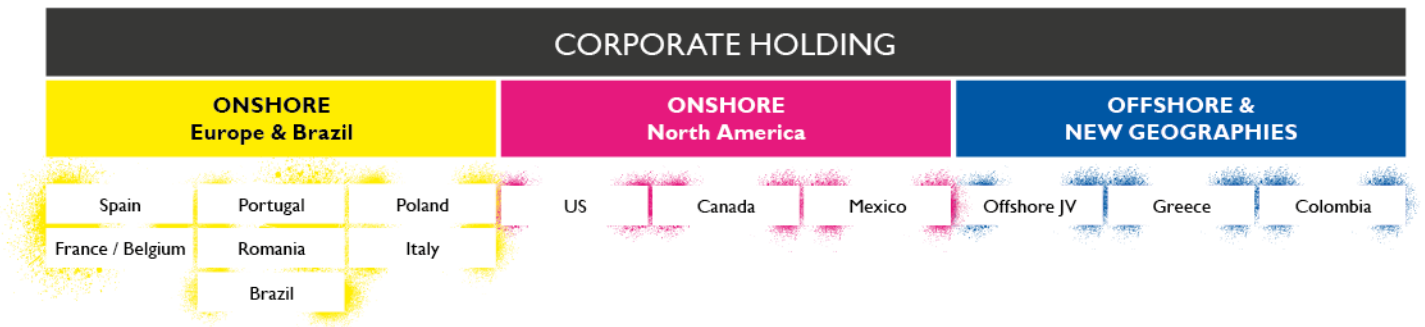 CORPORATE HOLDING
ONSHORE
Europe & Brazil
ONSHORE
North America
OFFSHORE &
NEW GEOGRAPHIES
Spain
Portugal
Poland
US
Canada
Mexico
Offshore JV
Greece
Colombia
France / Belgium
Romania
Italy
Brazil